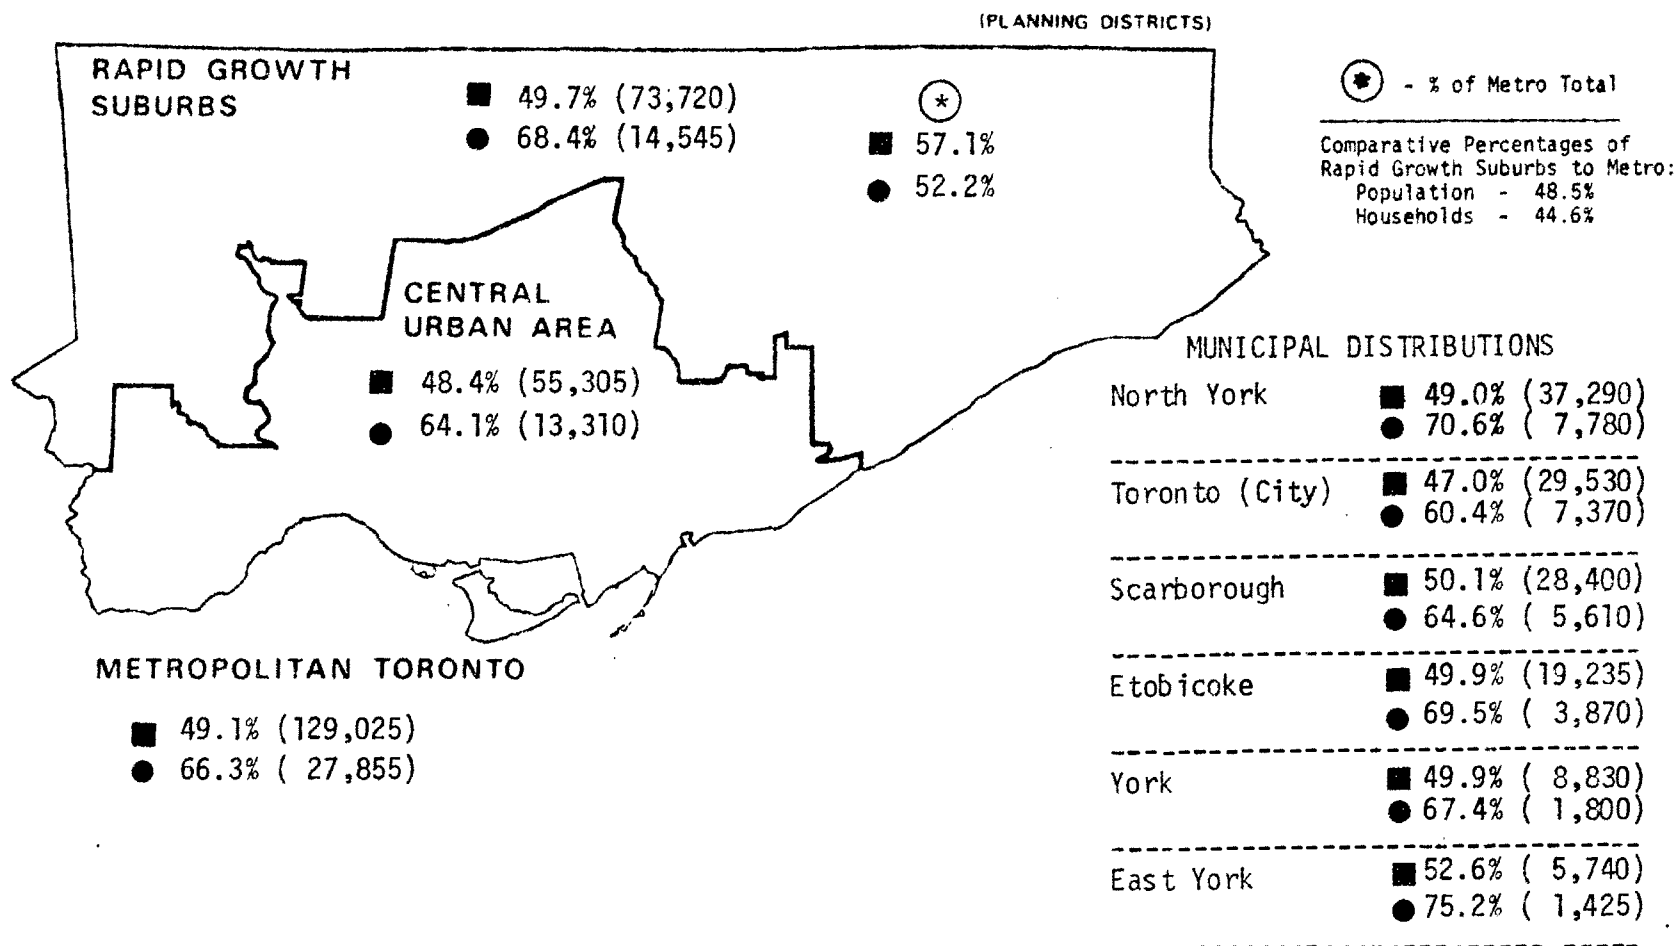 (PLANNING DISTRICTS)
RAPID GROWTH
SUBURBS
■ 49.7% (73,720)
● 68.4% (14,545)
*
■ 57.1%
● 52.2%
* - % of Metro Total
Comparative Percentages of
Rapid Growth Suburbs to Metro:
Population - 48.5%
Households - 44.6%
CENTRAL
URBAN AREA
■ 48.4% (55,305)
● 64.1% (13,310)
METROPOLITAN TORONTO
■ 49.1% (129,025)
● 66.3% ( 27,855)
MUNICIPAL DISTRIBUTIONS
North York ■ 49.0% (37,290)
● 70.6% ( 7,780)
Toronto (City) ■ 47.0% (29,530)
● 60.4% ( 7,370)
Scarborough ■ 50.1% (28,400)
● 64.6% ( 5,610)
Etobicoke ■ 49.9% (19,235)
● 69.5% ( 3,870)
York ■ 49.9% ( 8,830)
● 67.4% ( 1,800)
East York ■ 52.6% ( 5,740)
● 75.2% ( 1,425)